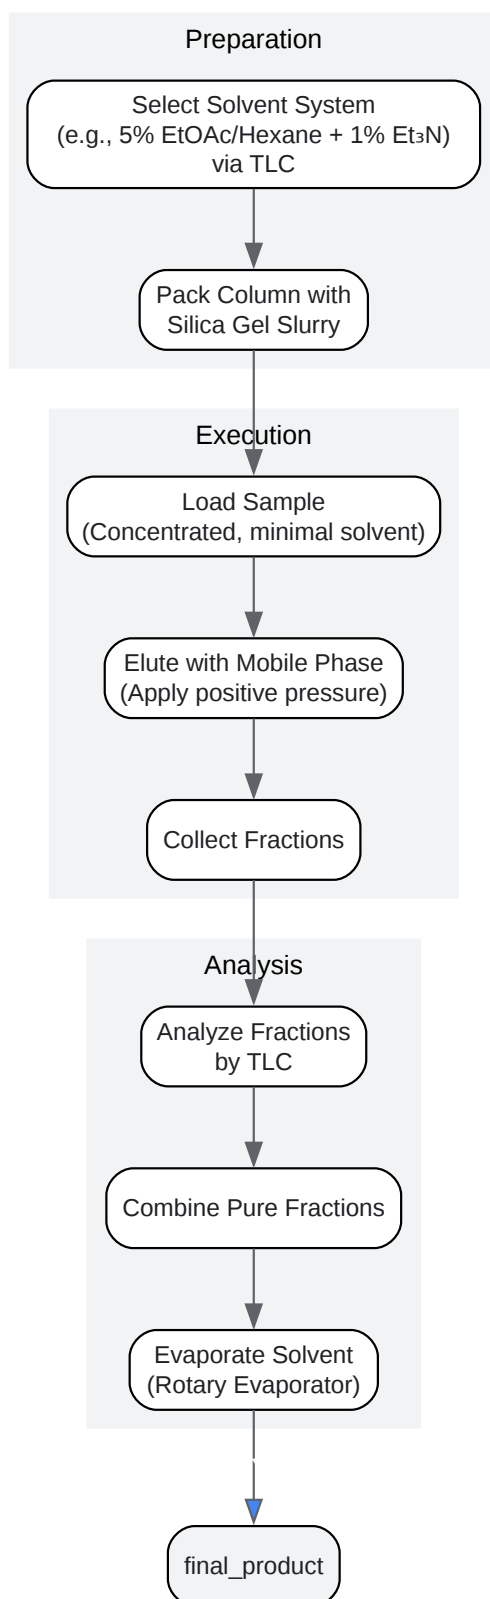 Preparation
Select Solvent System
(e.g., 5% EtOAc/Hexane + 1% Et₃N)
via TLC
Pack Column with
Silica Gel Slurry
Execution
Load Sample
(Concentrated, minimal solvent)
Elute with Mobile Phase
(Apply positive pressure)
Collect Fractions
Analysis
Analyze Fractions
by TLC
Combine Pure Fractions
Evaporate Solvent
(Rotary Evaporator)
final_product